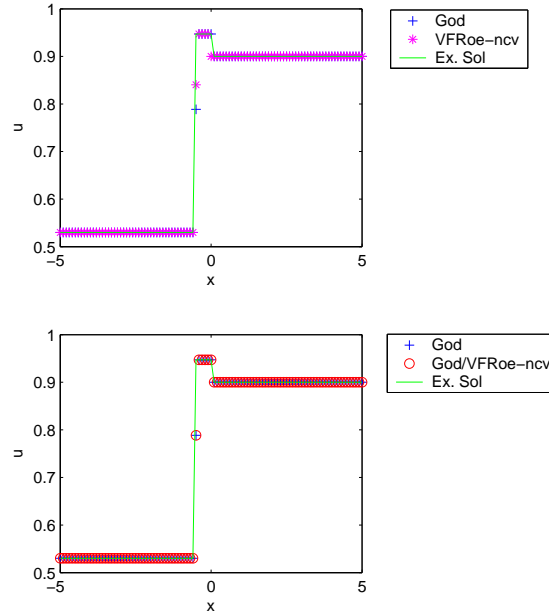 1
0.9
0.8
0.7
0.6
0.5
−5
0
5
u
x
God
VFRoe−ncv
Ex. Sol
1
0.9
0.8
0.7
0.6
0.5
−5
0
5
u
x
God
God/VFRoe−ncv
Ex. Sol